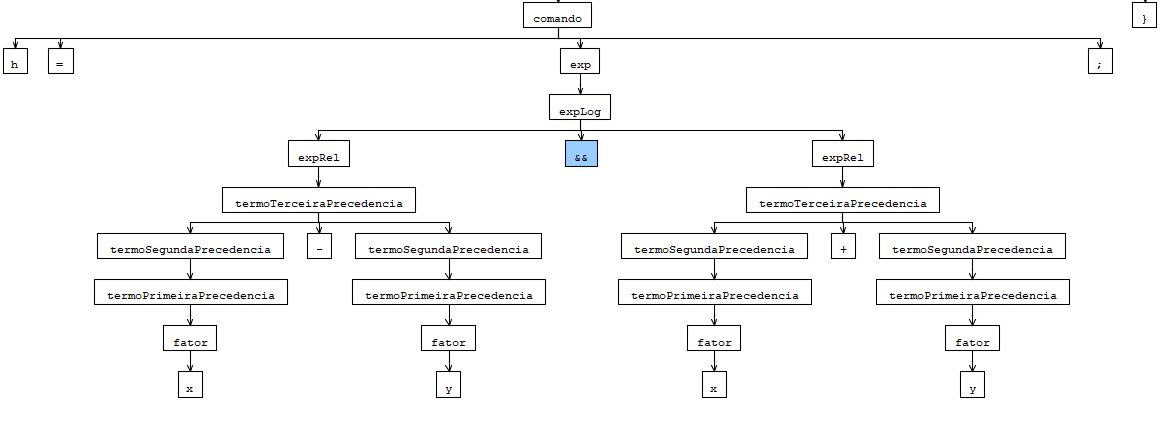 comando }
h = exp ;
expLog
expRel && expRel
termoTerceiraPrecedencia termoTerceiraPrecedencia
termoSegundaPrecedencia - termoSegundaPrecedencia termoSegundaPrecedencia + termoSegundaPrecedencia
termoPrimeiraPrecedencia termoPrimeiraPrecedencia termoPrimeiraPrecedencia termoPrimeiraPrecedencia
fator fator fator fator
x y x y